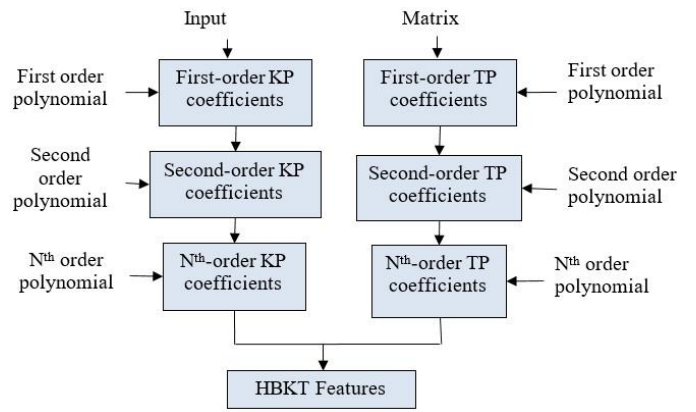 Input
Matrix
First order
polynomial
First-order KP
coefficients
First-order TP
coefficients
First order
polynomial
Second
order
polynomial
Second-order KP
coefficients
Second-order TP
coefficients
Second order
polynomial
Nth order
polynomial
Nth-order KP
coefficients
Nth-order TP
coefficients
Nth order
polynomial
HBKT Features